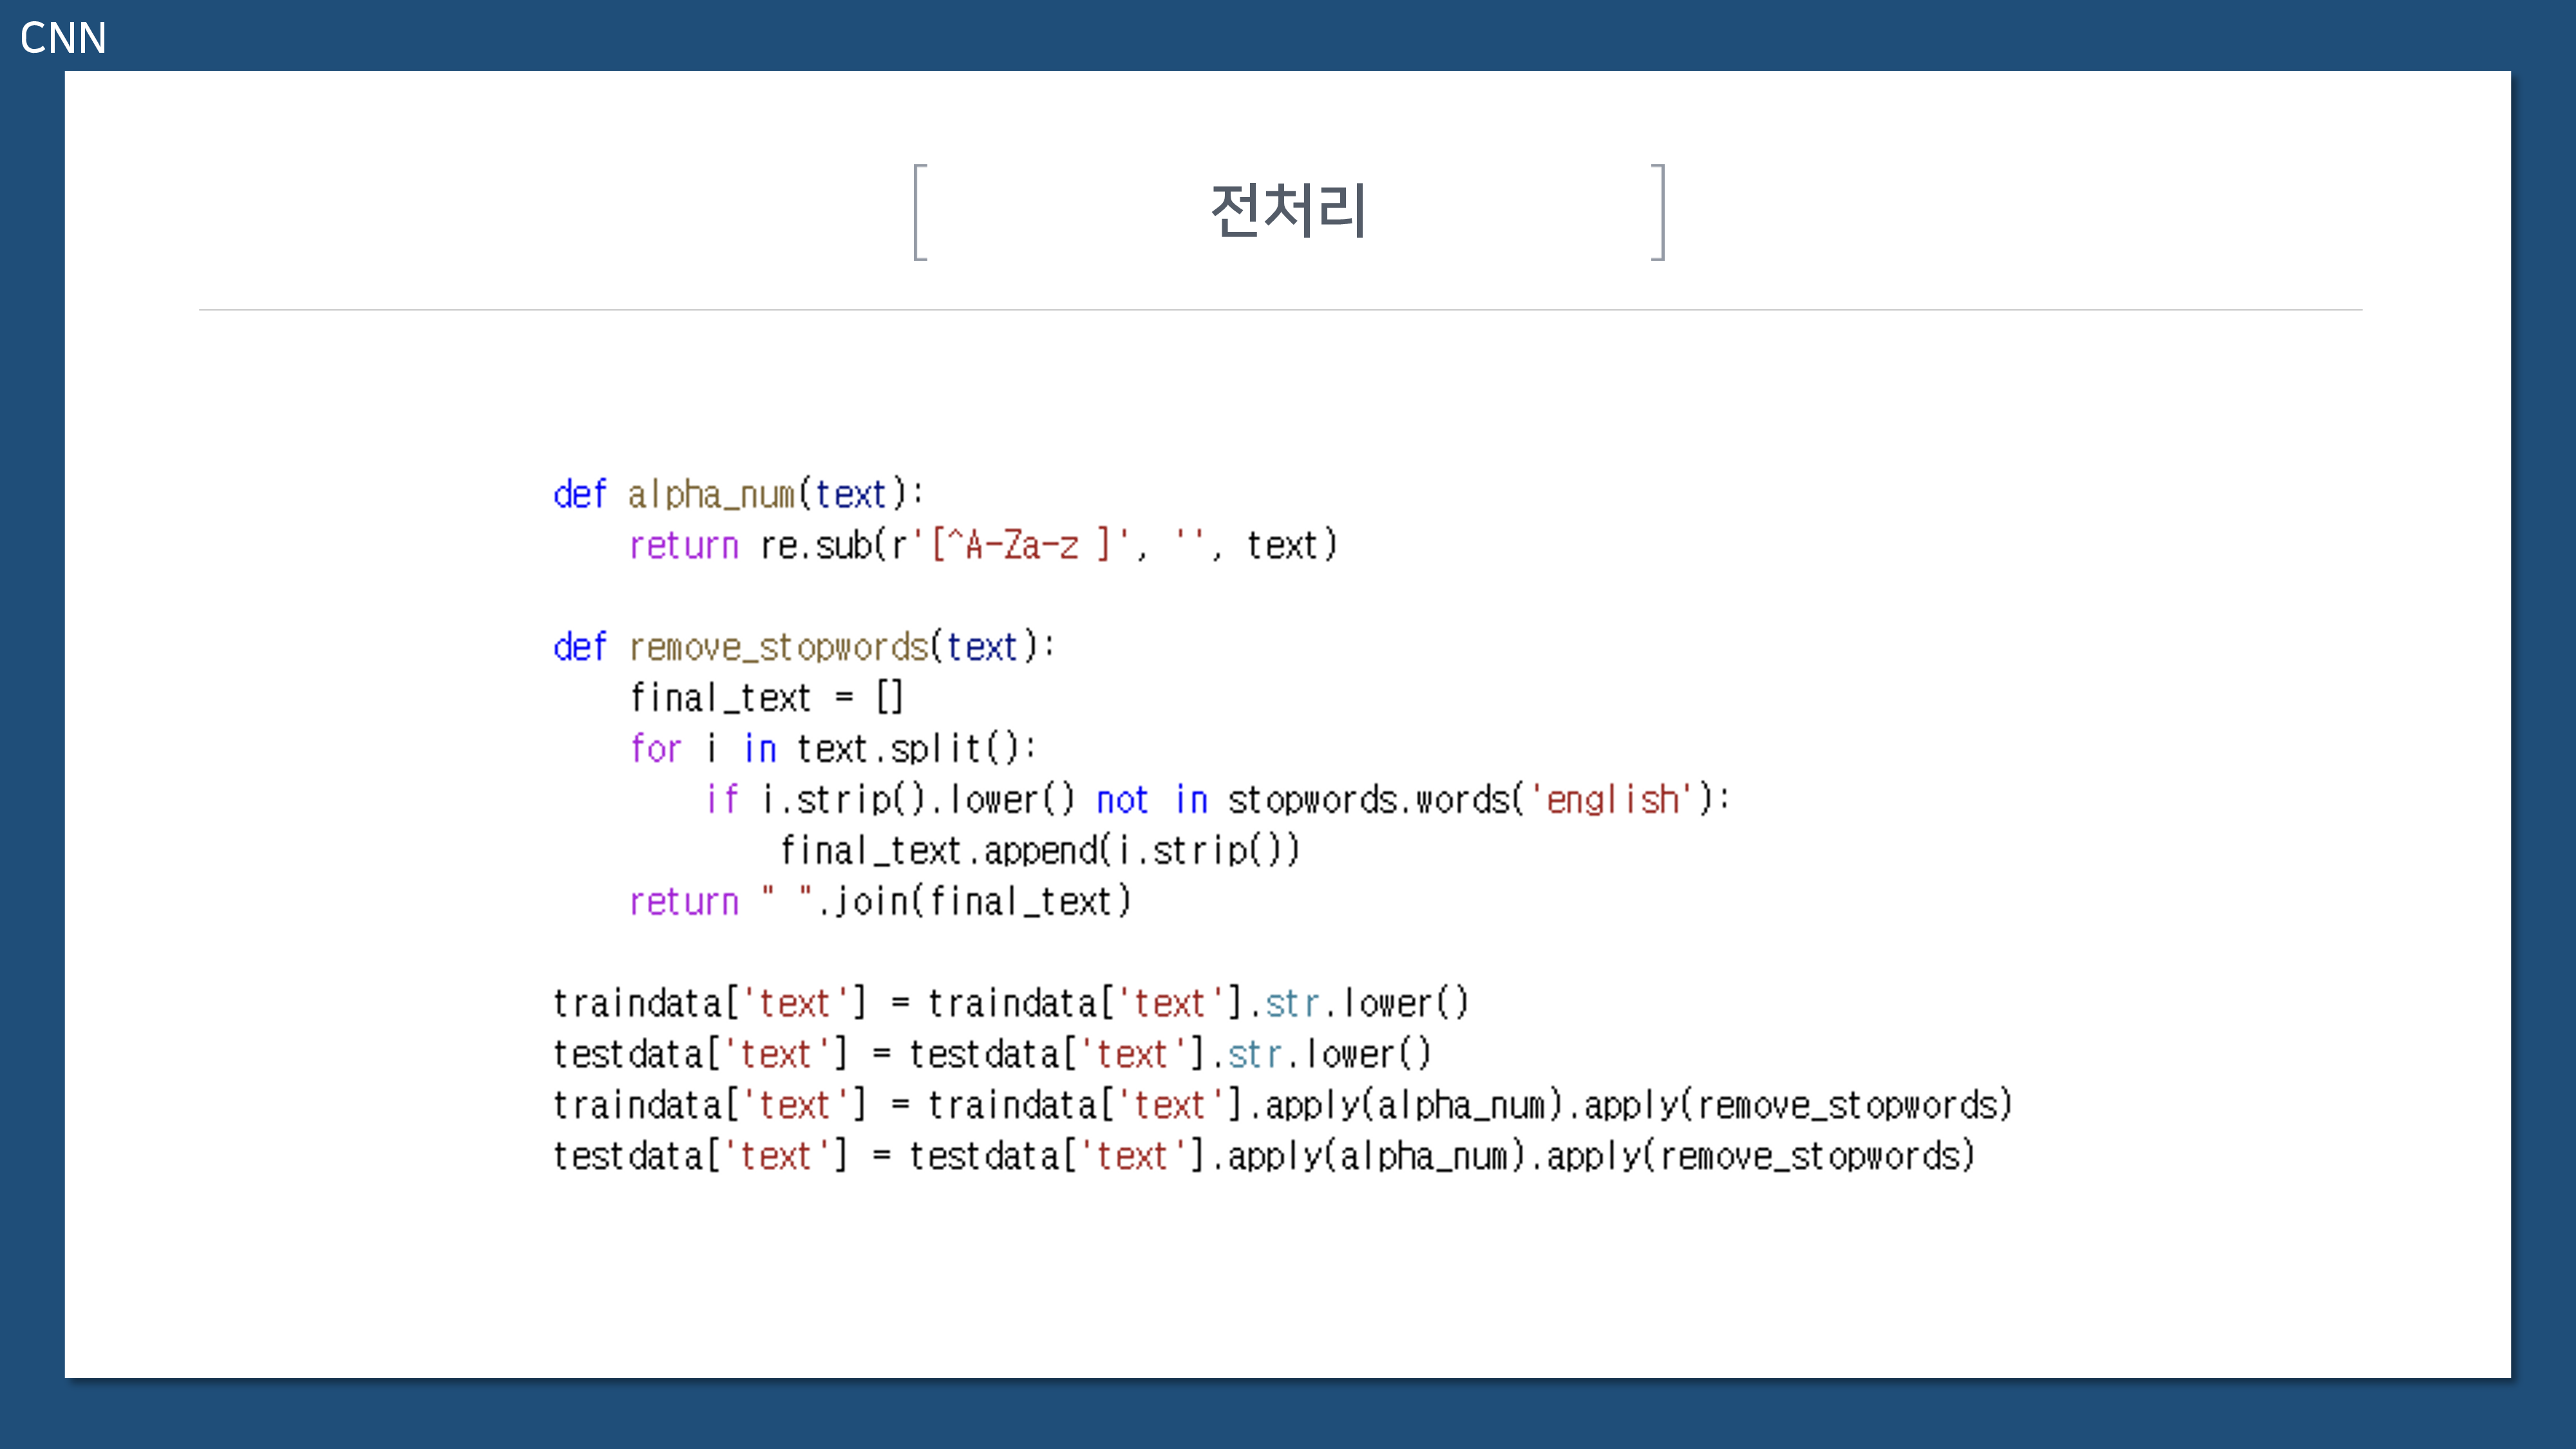 CNN
전처리
def alpha_num(text):
    return re.sub(r'[^A-Za-z ]', '', text)
def remove_stopwords(text):
    final_text = []
    for i in text.split():
        if i.strip().lower() not in stopwords.words('english'):
            final_text.append(i.strip())
    return " ".join(final_text)
traindata['text'] = traindata['text'].str.lower()
testdata['text'] = testdata['text'].str.lower()
traindata['text'] = traindata['text'].apply(alpha_num).apply(remove_stopwords)
testdata['text'] = testdata['text'].apply(alpha_num).apply(remove_stopwords)